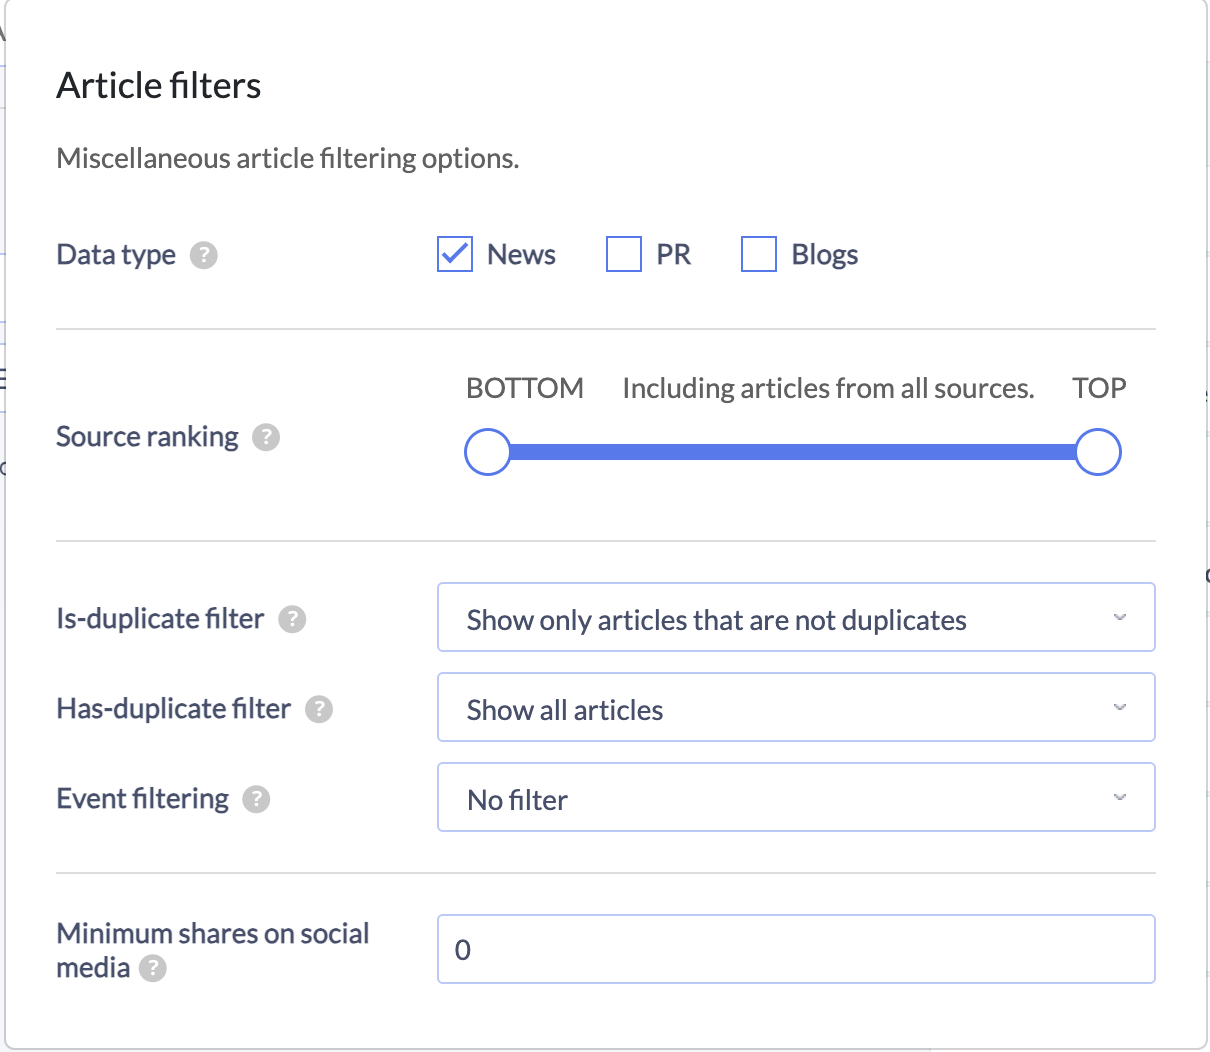 Article filters
Miscellaneous article filtering options.
Data type ?
News PR Blogs
BOTTOM Including articles from all sources. TOP
Source ranking ?
Is-duplicate filter ? Show only articles that are not duplicates
Has-duplicate filter ? Show all articles
Event filtering ? No filter
Minimum shares on social
media ?
0